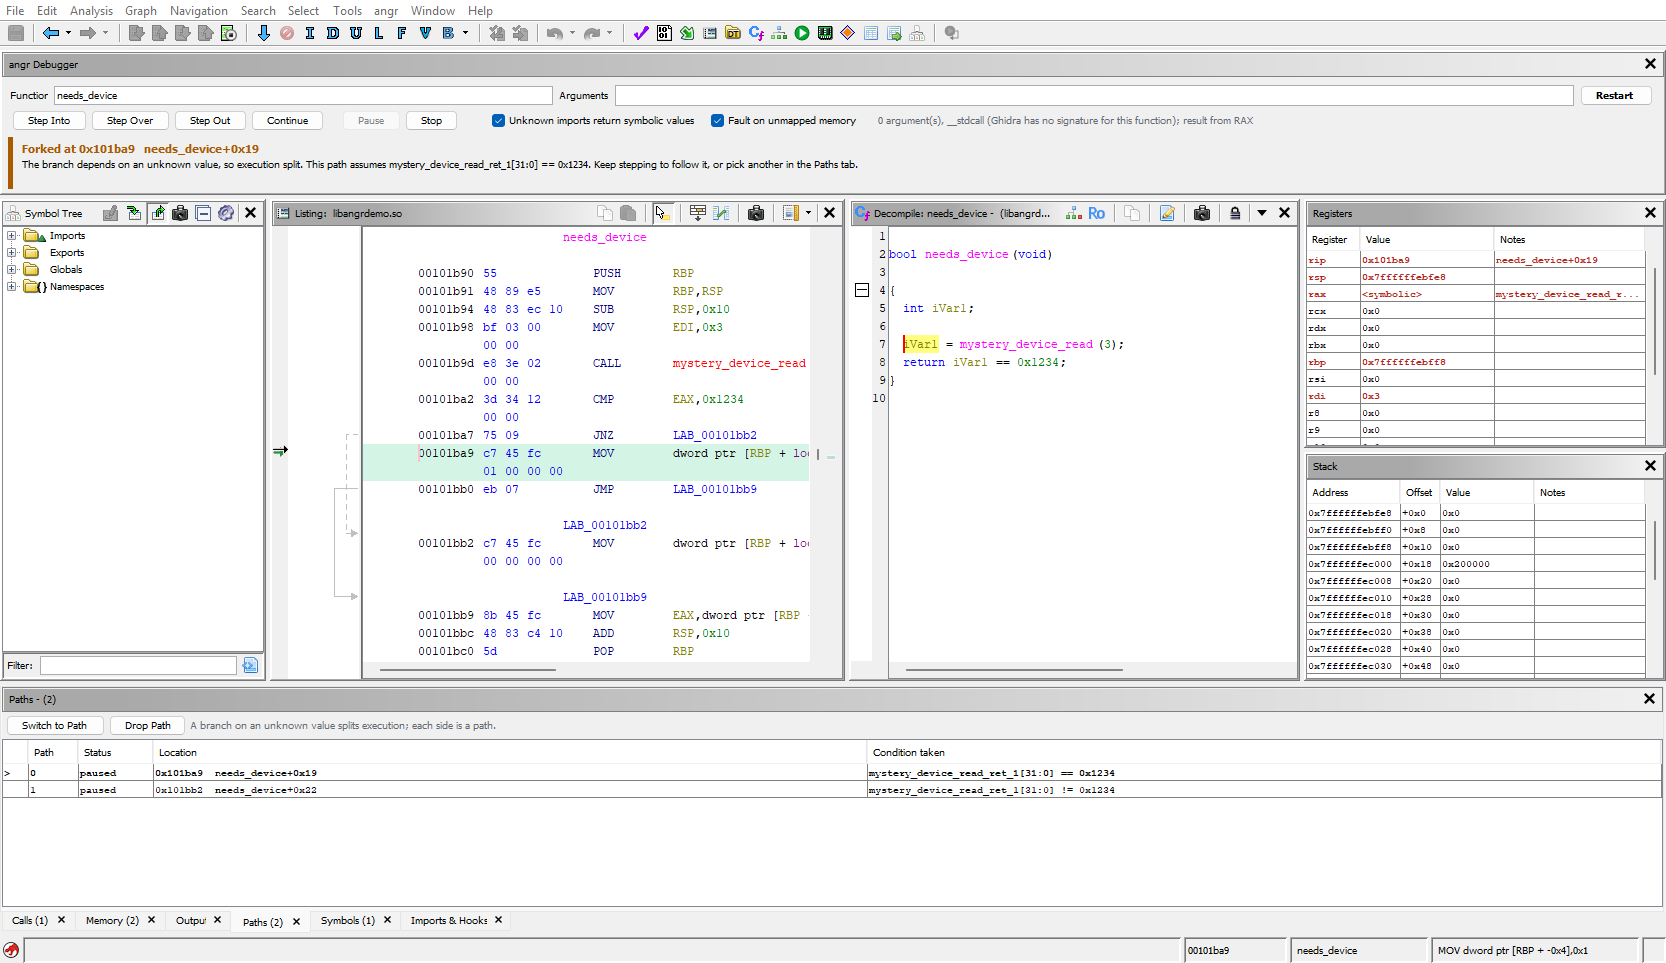 File Edit Analysis Graph Navigation Search Select Tools angr Window Help
angr Debugger
Function needs_device Arguments Restart
Step Into Step Over Step Out Continue Pause Stop Unknown imports return symbolic values Fault on unmapped memory 0 argument(s), __stdcall (Ghidra has no signature for this function); result from RAX
Forked at 0x101ba9 needs_device+0x19
The branch depends on an unknown value, so execution split. This path assumes mystery_device_read_ret_1[31:0] == 0x1234. Keep stepping to follow it, or pick another in the Paths tab.
Symbol Tree
Imports
Exports
Globals
Namespaces
Filter:
Listing: libangrdemo.so
needs_device
00101b90 55 PUSH RBP
00101b91 48 89 e5 MOV RBP,RSP
00101b94 48 83 ec 10 SUB RSP,0x10
00101b98 bf 03 00 MOV EDI,0x3
00 00
00101b9d e8 3e 02 CALL mystery_device_read
00 00
00101ba2 3d 34 12 CMP EAX,0x1234
00 00
00101ba7 75 09 JNZ LAB_00101bb2
00101ba9 c7 45 fc MOV dword ptr [RBP + loc
01 00 00 00
00101bb0 eb 07 JMP LAB_00101bb9
LAB_00101bb2
00101bb2 c7 45 fc MOV dword ptr [RBP + loc
00 00 00 00
LAB_00101bb9
00101bb9 8b 45 fc MOV EAX,dword ptr [RBP
00101bbc 48 83 c4 10 ADD RSP,0x10
00101bc0 5d POP RBP
Decompile: needs_device - (libangrd...
1
2 bool needs_device(void)
3
4 {
5 int iVar1;
6
7 iVar1 = mystery_device_read(3);
8 return iVar1 == 0x1234;
9 }
10
Registers
Register Value Notes
rip 0x101ba9 needs_device+0x19
rsp 0x7ffffffebfe8
rax <symbolic> mystery_device_read_r...
rcx 0x0
rdx 0x0
rbx 0x0
rbp 0x7ffffffebff8
rsi 0x0
rdi 0x3
r8 0x0
r9 0x0
Stack
Address Offset Value Notes
0x7ffffffebfe8 +0x0 0x0
0x7ffffffebff0 +0x8 0x0
0x7ffffffebff8 +0x10 0x0
0x7ffffffec000 +0x18 0x200000
0x7ffffffec008 +0x20 0x0
0x7ffffffec010 +0x28 0x0
0x7ffffffec018 +0x30 0x0
0x7ffffffec020 +0x38 0x0
0x7ffffffec028 +0x40 0x0
0x7ffffffec030 +0x48 0x0
Paths - (2)
Switch to Path Drop Path A branch on an unknown value splits execution; each side is a path.
Path Status Location Condition taken
> 0 paused 0x101ba9 needs_device+0x19 mystery_device_read_ret_1[31:0] == 0x1234
1 paused 0x101bb2 needs_device+0x22 mystery_device_read_ret_1[31:0] != 0x1234
Calls (1) Memory (2) Output Paths (2) Symbols (1) Imports & Hooks
00101ba9 needs_device MOV dword ptr [RBP + -0x4],0x1